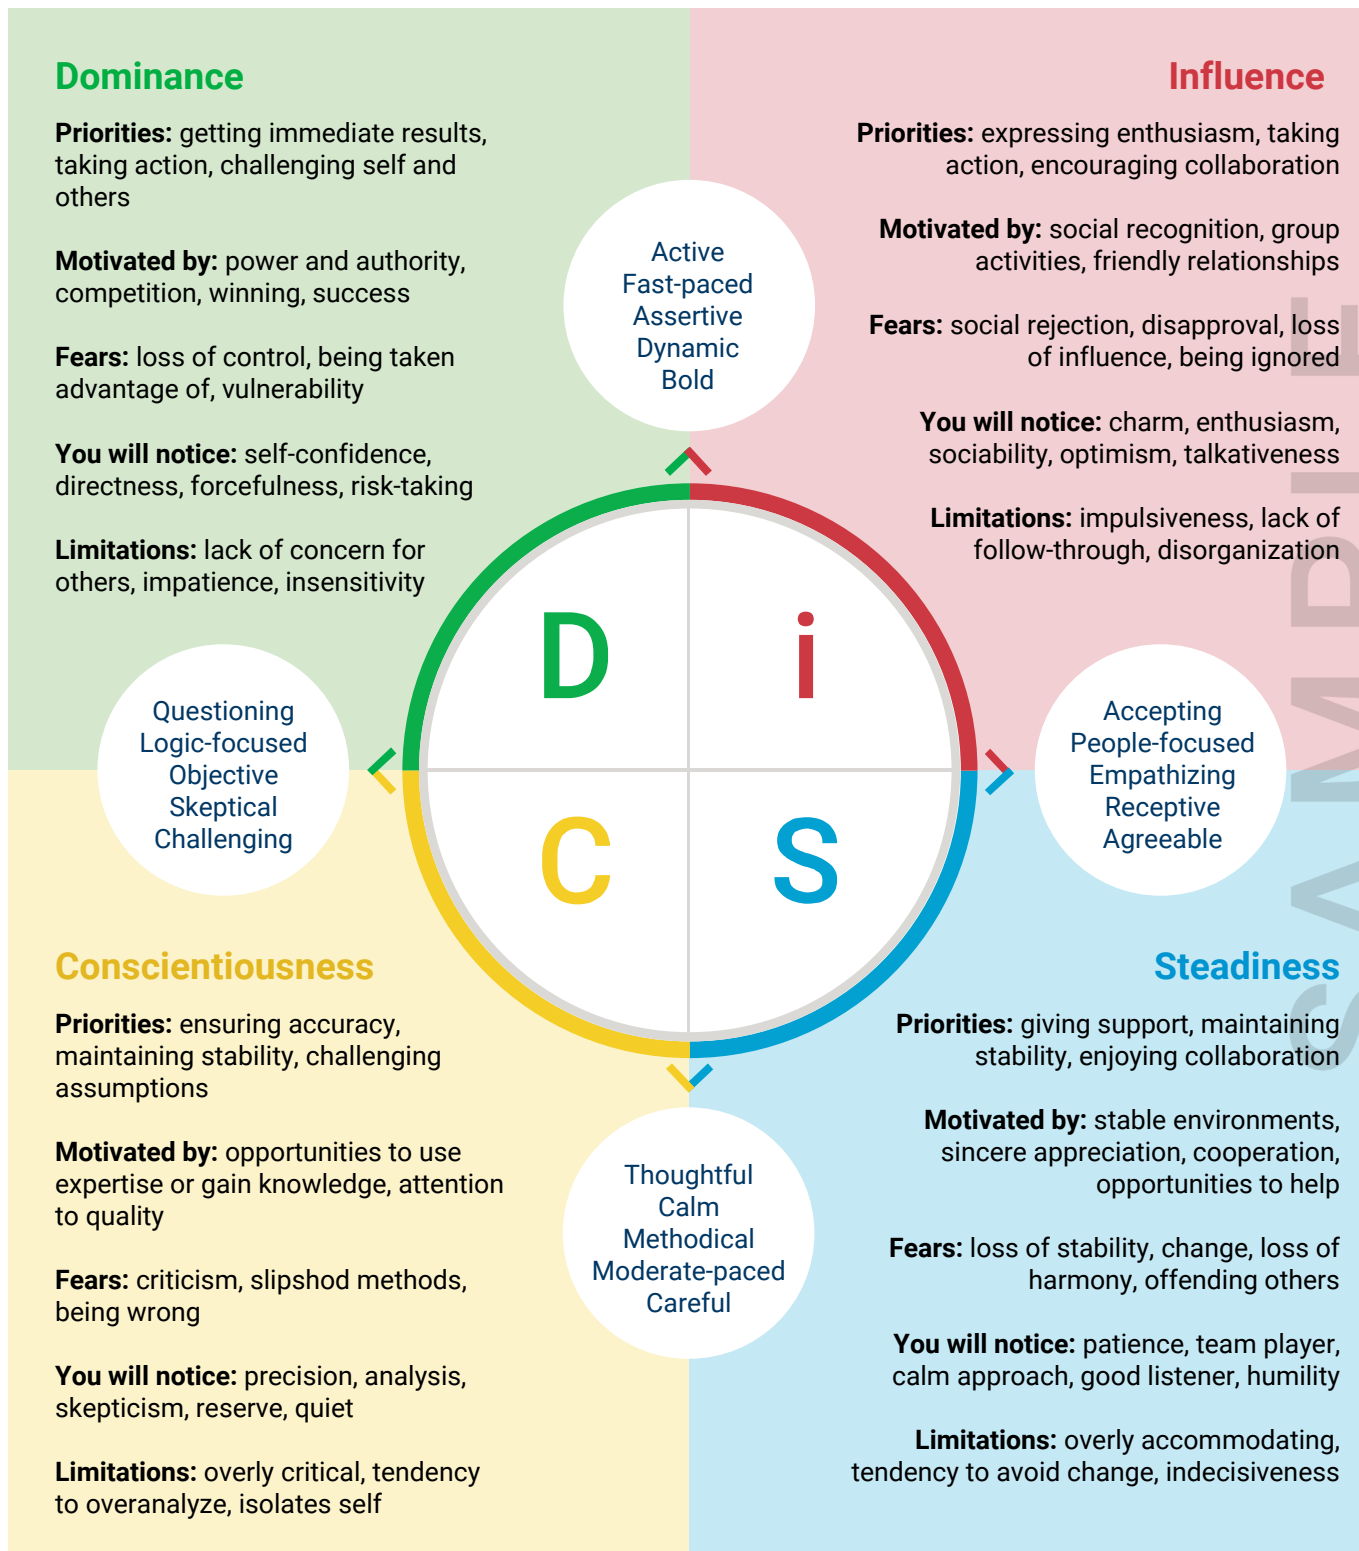 Dominance
Priorities: getting immediate results,
taking action, challenging self and
others
Motivated by: power and authority,
competition, winning, success
Fears: loss of control, being taken
advantage of, vulnerability
You will notice: self-confidence,
directness, forcefulness, risk-taking
Limitations: lack of concern for
others, impatience, insensitivity
Influence
Priorities: expressing enthusiasm, taking
action, encouraging collaboration
Motivated by: social recognition, group
activities, friendly relationships
Fears: social rejection, disapproval, loss
of influence, being ignored
You will notice: charm, enthusiasm,
sociability, optimism, talkativeness
Limitations: impulsiveness, lack of
follow-through, disorganization
Active
Fast-paced
Assertive
Dynamic
Bold
D
i
C
S
Questioning
Logic-focused
Objective
Skeptical
Challenging
Accepting
People-focused
Empathizing
Receptive
Agreeable
Conscientiousness
Priorities: ensuring accuracy,
maintaining stability, challenging
assumptions
Motivated by: opportunities to use
expertise or gain knowledge, attention
to quality
Fears: criticism, slipshod methods,
being wrong
You will notice: precision, analysis,
skepticism, reserve, quiet
Limitations: overly critical, tendency
to overanalyze, isolates self
Thoughtful
Calm
Methodical
Moderate-paced
Careful
Steadiness
Priorities: giving support, maintaining
stability, enjoying collaboration
Motivated by: stable environments,
sincere appreciation, cooperation,
opportunities to help
Fears: loss of stability, change, loss of
harmony, offending others
You will notice: patience, team player,
calm approach, good listener, humility
Limitations: overly accommodating,
tendency to avoid change, indecisiveness
SAMPLE